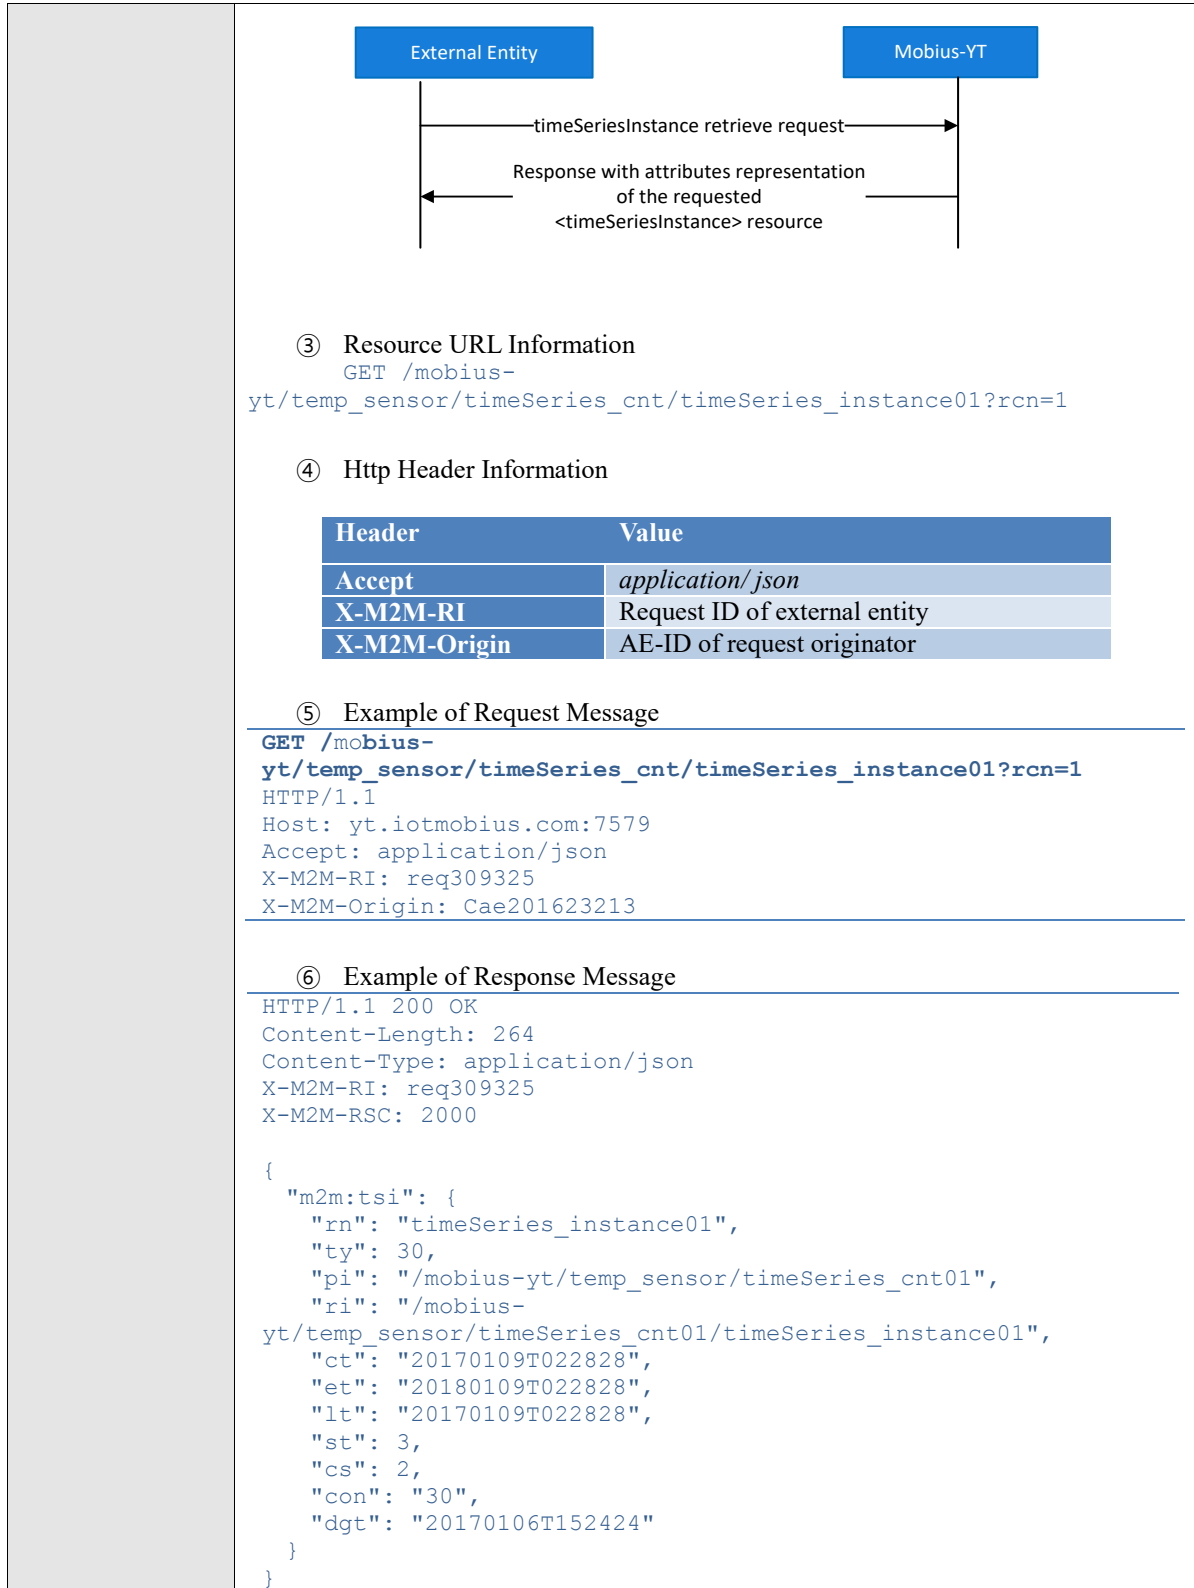 External Entity
Mobius-YT
timeSeriesInstance retrieve request
Response with attributes representation
of the requested
<timeSeriesInstance> resource
③ Resource URL Information
GET /mobius-
yt/temp_sensor/timeSeries_cnt/timeSeries_instance01?rcn=1
④ Http Header Information
Header Value
Accept application/json
X-M2M-RI Request ID of external entity
X-M2M-Origin AE-ID of request originator
⑤ Example of Request Message
GET /mobius-
yt/temp_sensor/timeSeries_cnt/timeSeries_instance01?rcn=1
HTTP/1.1
Host: yt.iotmobius.com:7579
Accept: application/json
X-M2M-RI: req309325
X-M2M-Origin: Cae201623213
⑥ Example of Response Message
HTTP/1.1 200 OK
Content-Length: 264
Content-Type: application/json
X-M2M-RI: req309325
X-M2M-RSC: 2000
{
"m2m:tsi": {
"rn": "timeSeries_instance01",
"ty": 30,
"pi": "/mobius-yt/temp_sensor/timeSeries_cnt01",
"ri": "/mobius-
yt/temp_sensor/timeSeries_cnt01/timeSeries_instance01",
"ct": "20170109T022828",
"et": "20180109T022828",
"lt": "20170109T022828",
"st": 3,
"cs": 2,
"con": "30",
"dgt": "20170106T152424"
}
}